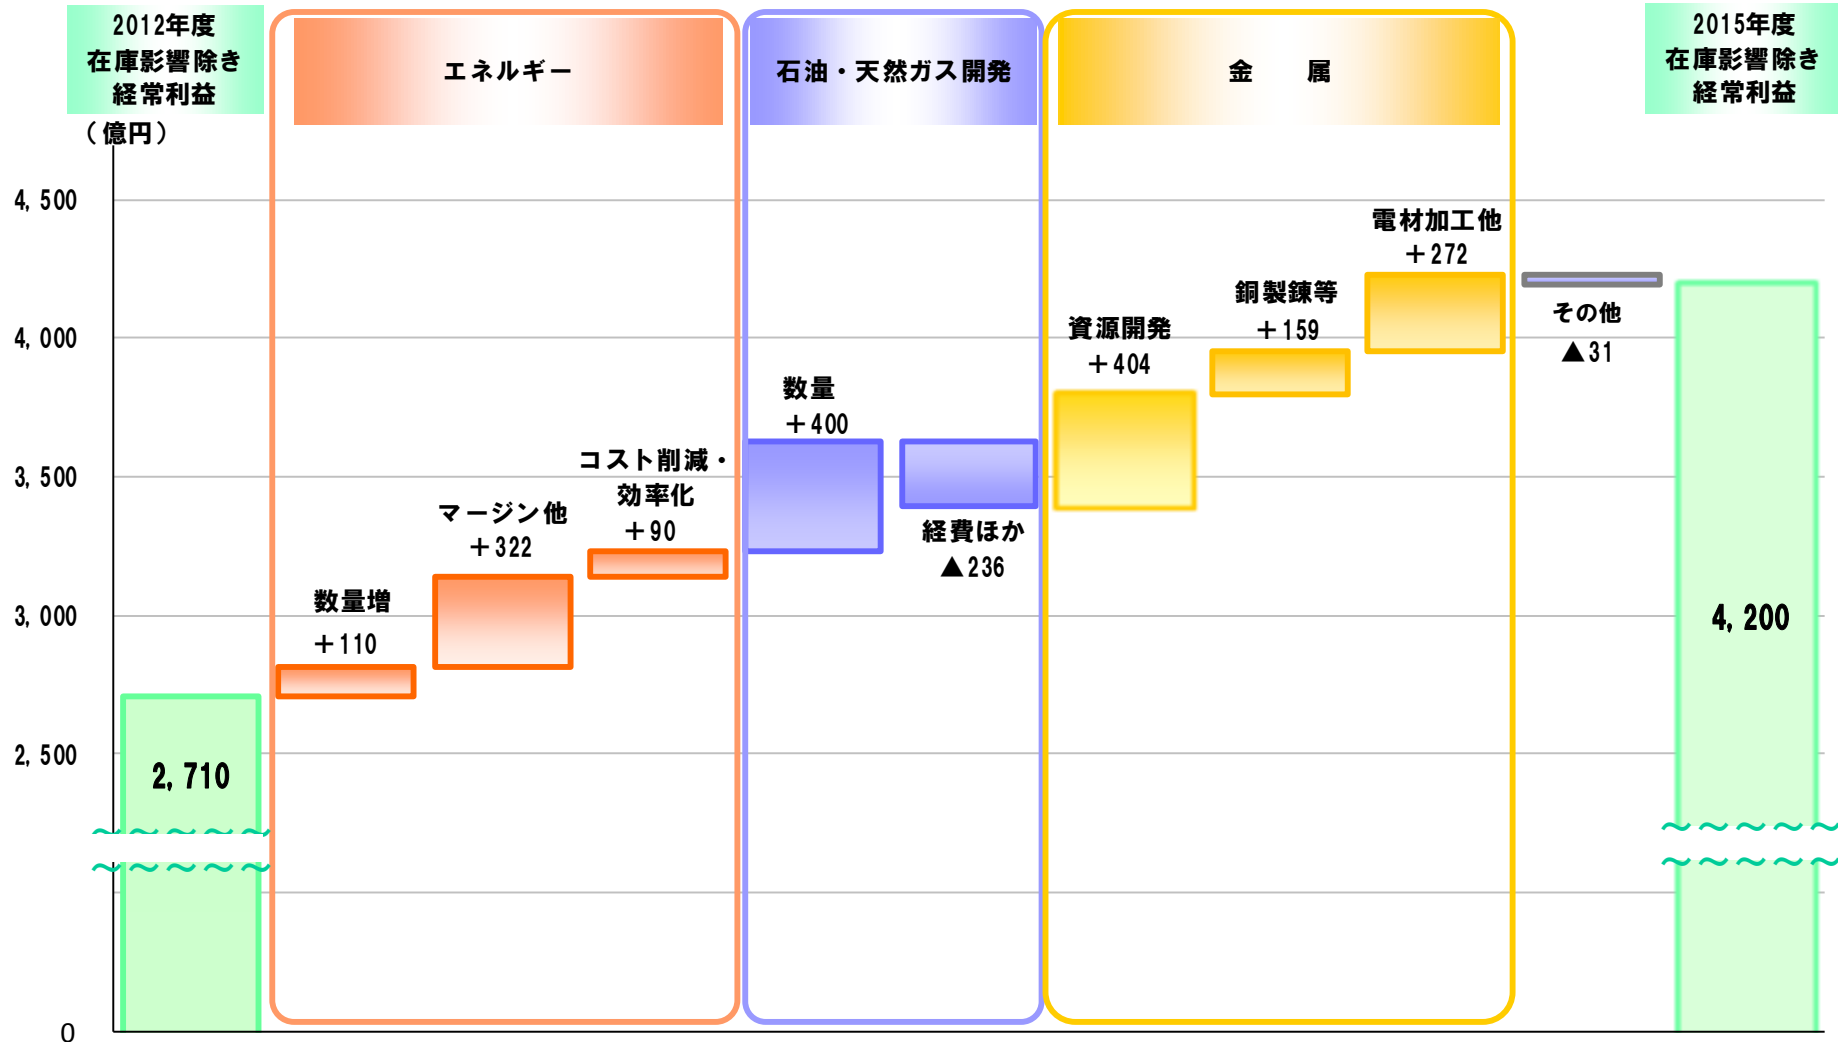 2012年度
在庫影響除き
経常利益
（億円）
エネルギー
石油・天然ガス開発
金　属
2015年度
在庫影響除き
経常利益
4,500
4,000
3,500
3,000
2,500
0
2,710
数量増
＋110
マージン他
＋322
コスト削減・
効率化
＋90
数量
＋400
経費ほか
▲236
資源開発
＋404
銅製錬等
＋159
電材加工他
＋272
その他
▲31
4,200